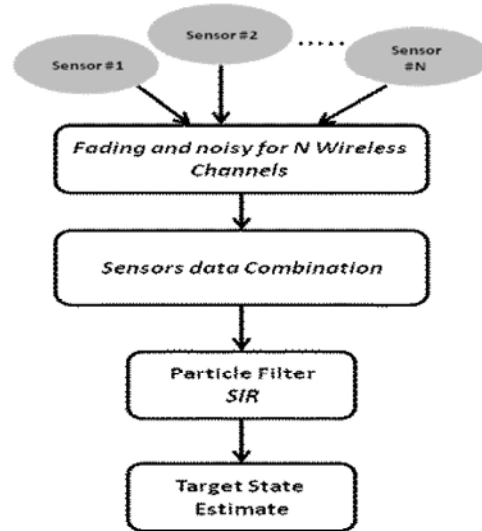 Sensor #1
Sensor #2
.....
Sensor
#N
Fading and noisy for N Wireless
Channels
Sensors data Combination
Particle Filter
SIR
Target State
Estimate